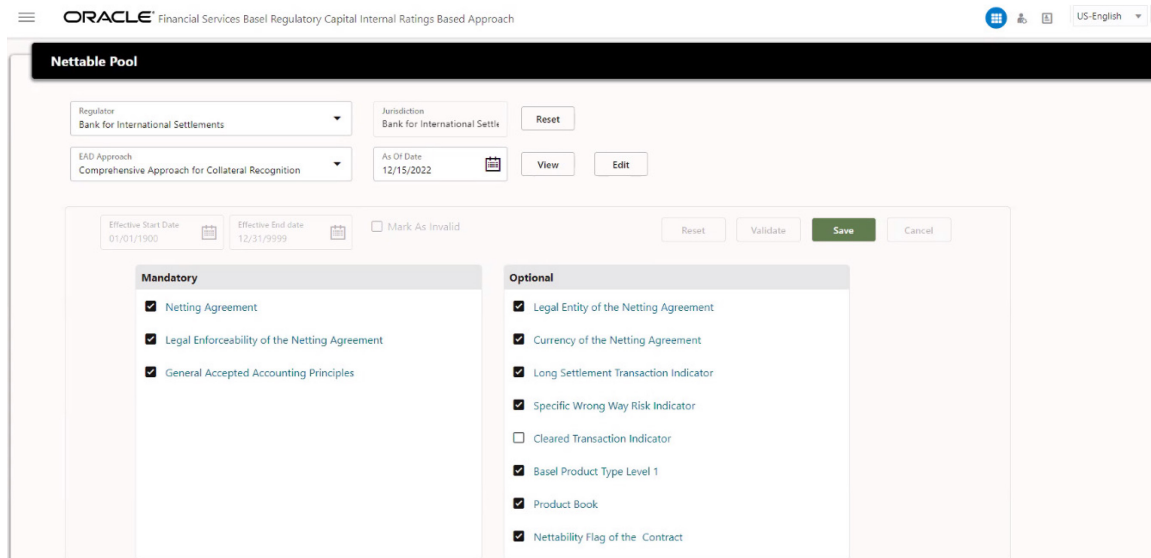 ORACLE Financial Services Basel Regulatory Capital Internal Ratings Based Approach
US-English
Nettable Pool
Regulator
Bank for International Settlements
Jurisdiction
Bank for International Settle
Reset
EAD Approach
Comprehensive Approach for Collateral Recognition
As Of Date
12/15/2022
View
Edit
Effective Start Date
01/01/1900
Effective End date
12/31/9999
Mark As Invalid
Reset
Validate
Save
Cancel
Mandatory
Netting Agreement
Legal Enforceability of the Netting Agreement
General Accepted Accounting Principles
Optional
Legal Entity of the Netting Agreement
Currency of the Netting Agreement
Long Settlement Transaction Indicator
Specific Wrong Way Risk Indicator
Cleared Transaction Indicator
Basel Product Type Level 1
Product Book
Nettability Flag of the Contract